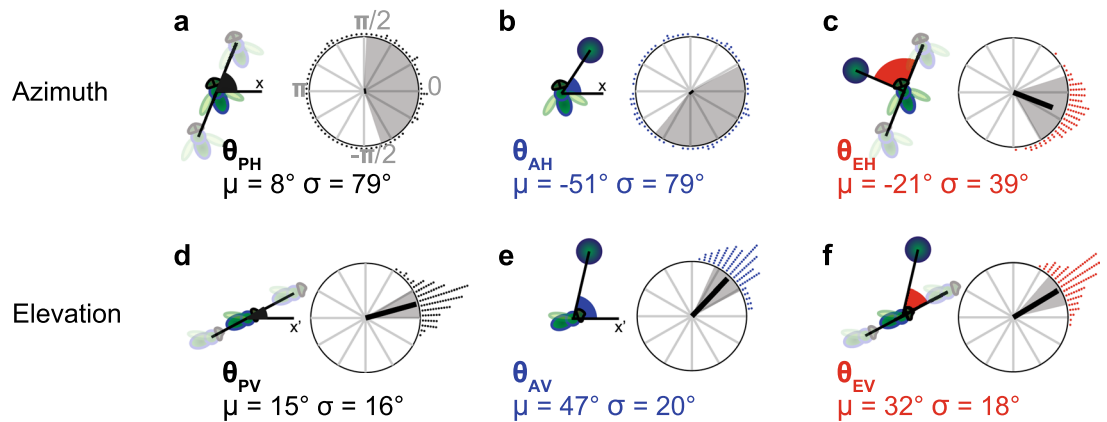 a
b
c
Azimuth
π/2
π
0
-π/2
x
x
θPH
μ = 8° σ = 79°
θAH
μ = -51° σ = 79°
θEH
μ = -21° σ = 39°
d
e
f
Elevation
x'
x'
θPV
μ = 15° σ = 16°
θAV
μ = 47° σ = 20°
θEV
μ = 32° σ = 18°